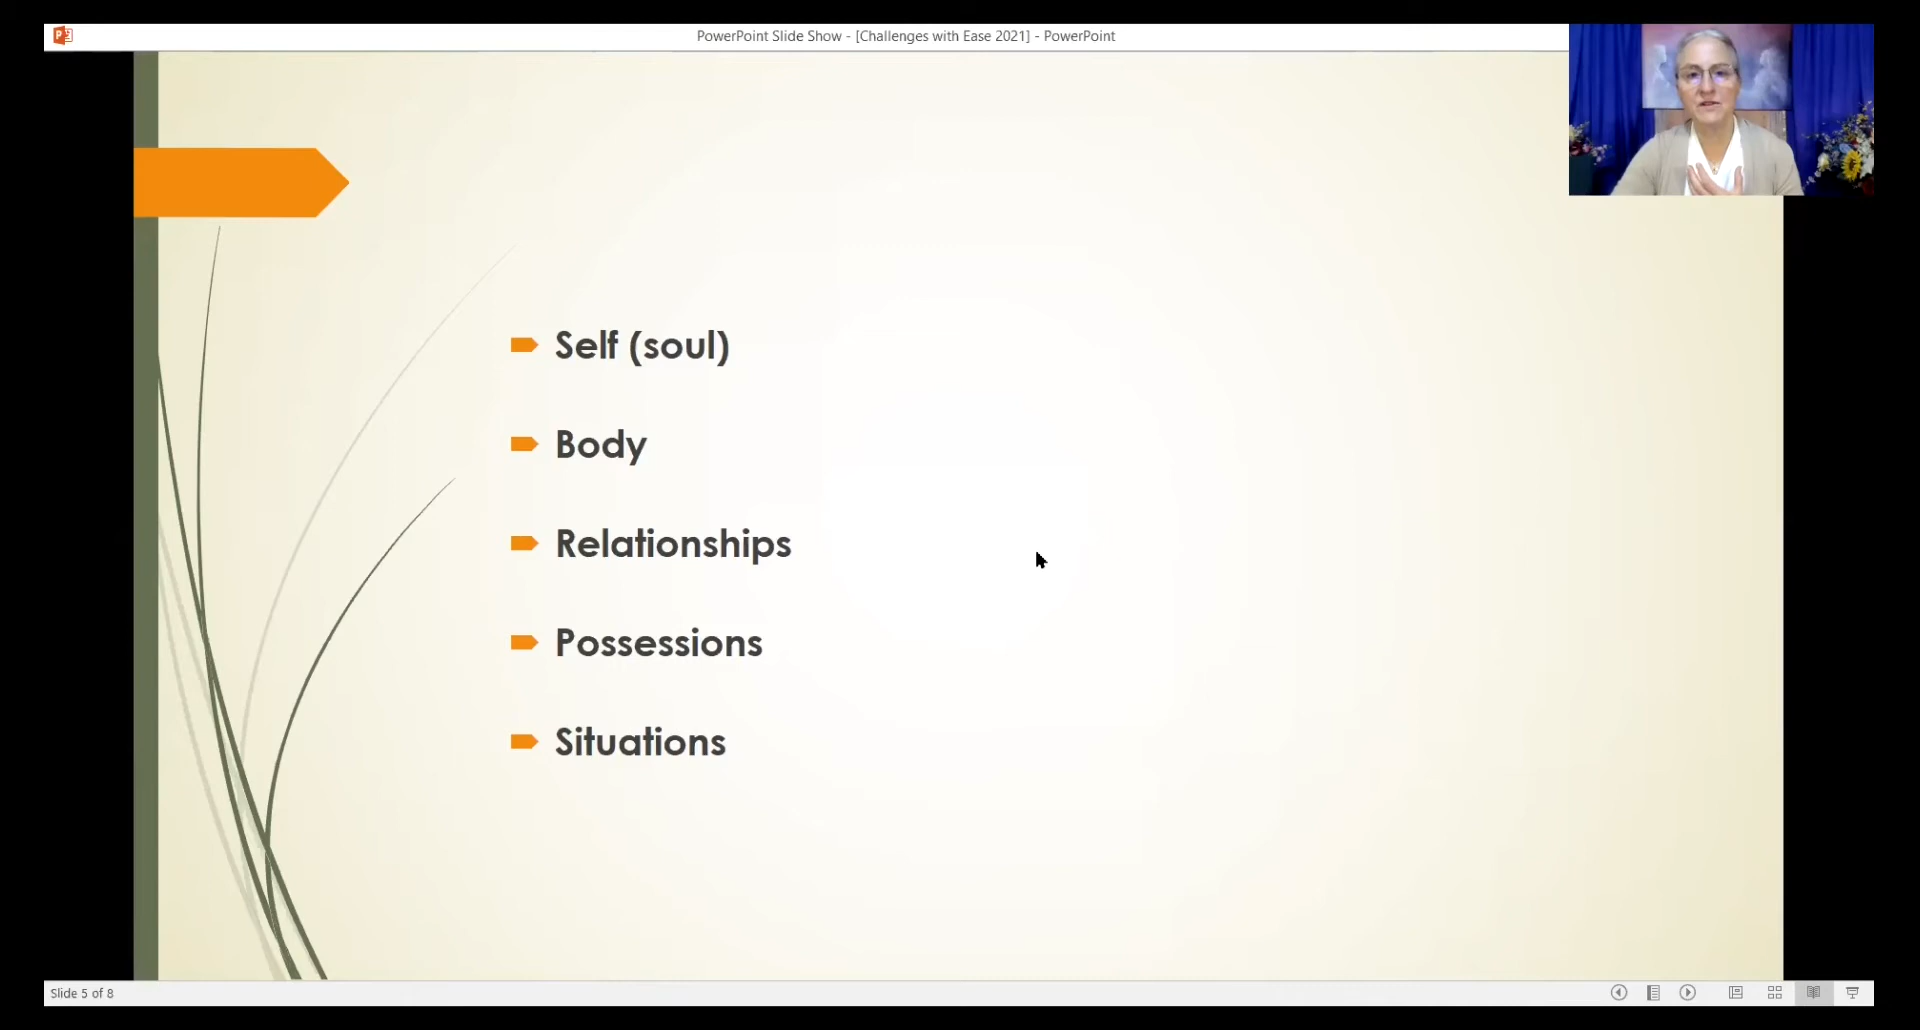 PowerPoint Slide Show - [Challenges with Ease 2021] - PowerPoint
Self (soul)
Body
Relationships
Possessions
Situations
Slide 5 of 8